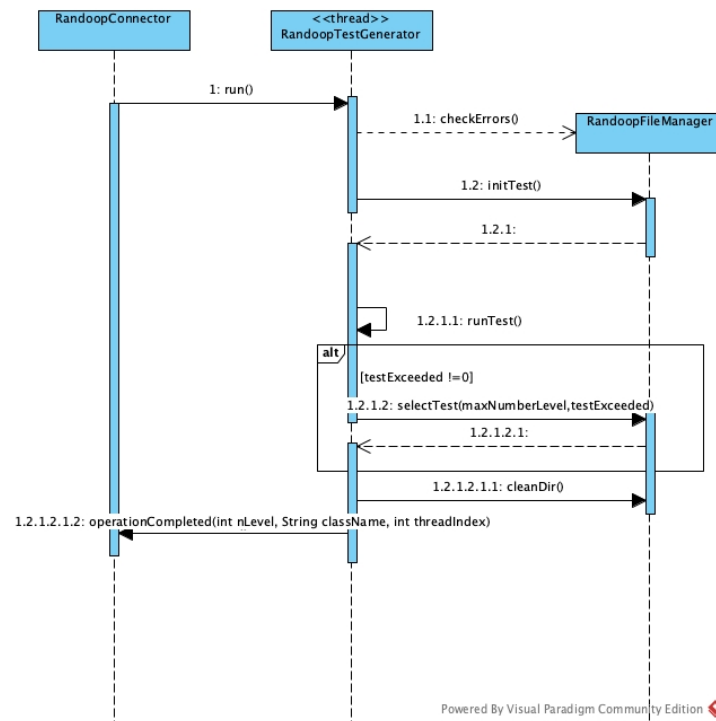 RandoopConnector
<<thread>>
RandoopTestGenerator
1: run()
1.1: checkErrors()
RandoopFileManager
1.2: initTest()
1.2.1:
1.2.1.1: runTest()
alt
[testExceeded !=0]
1.2.1.2: selectTest(maxNumberLevel,testExceeded)
1.2.1.2.1:
1.2.1.2.1.1: cleanDir()
1.2.1.2.1.2: operationCompleted(int nLevel, String className, int threadIndex)
Powered By Visual Paradigm Community Edition